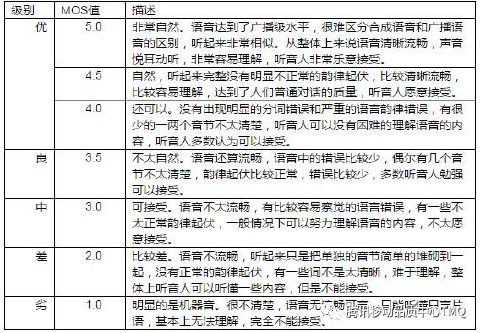 级别 MOS值 描述
优 5.0 非常自然。语音达到了广播级水平，很难区分合成语音和广播语
音的区别，听起来非常相似。从整体上来说语音清晰流畅，声音
悦耳动听，非常容易理解，听音人非常乐意接受。
4.5 自然，听起来完整没有明显不正常的韵律起伏，比较清晰流畅，
比较容易理解，达到了人们普通对话的质量，听音人愿意接受。
4.0 还可以。没有出现明显的分词错误和严重的语音韵律错误，有很
少的一两个音节不太清楚，听音人可以没有困难的理解语音的内
容，听音人多数认为可以接受。
良 3.5 不太自然。语音还算流畅，语音中的错误比较少，偶尔有几个音
节不太清楚，韵律起伏比较正常，错误比较少，多数听音人勉强
可以接受。
中 3.0 可接受。语音不太流畅，有比较容易察觉的语音错误，有一些不
太正常韵律起伏，一般情况下可以努力理解语音的内容，不太愿
意接受。
差 2.0 比较差。语音不流畅，听起来只是把单独的音节简单的堆砌到一
起，没有正常的韵律起伏，有一些词不是太清晰，难于理解，整
体上听音人可以听懂一些内容，但是不能接受。
劣 1.0 明显的是机器音。很不清楚，语音无流畅可言，只能听懂只言片
语，基本上无法理解，完全不能接受。
腾讯移动品质中心TMQ